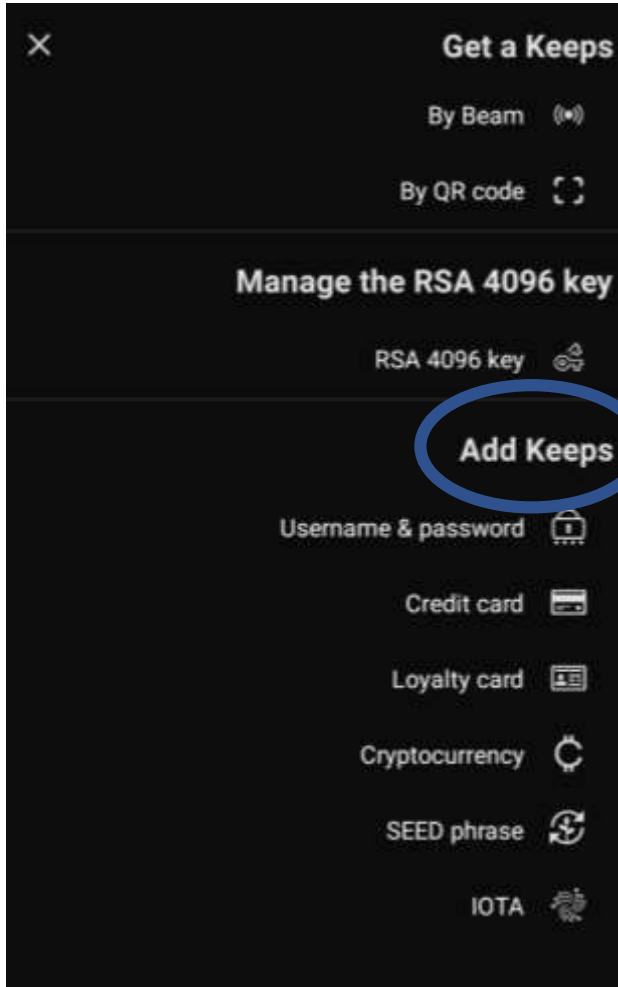 Get a Keeps
By Beam
By QR code
Manage the RSA 4096 key
RSA 4096 key
Add Keeps
Username & password
Credit card
Loyalty card
Cryptocurrency
SEED phrase
IOTA